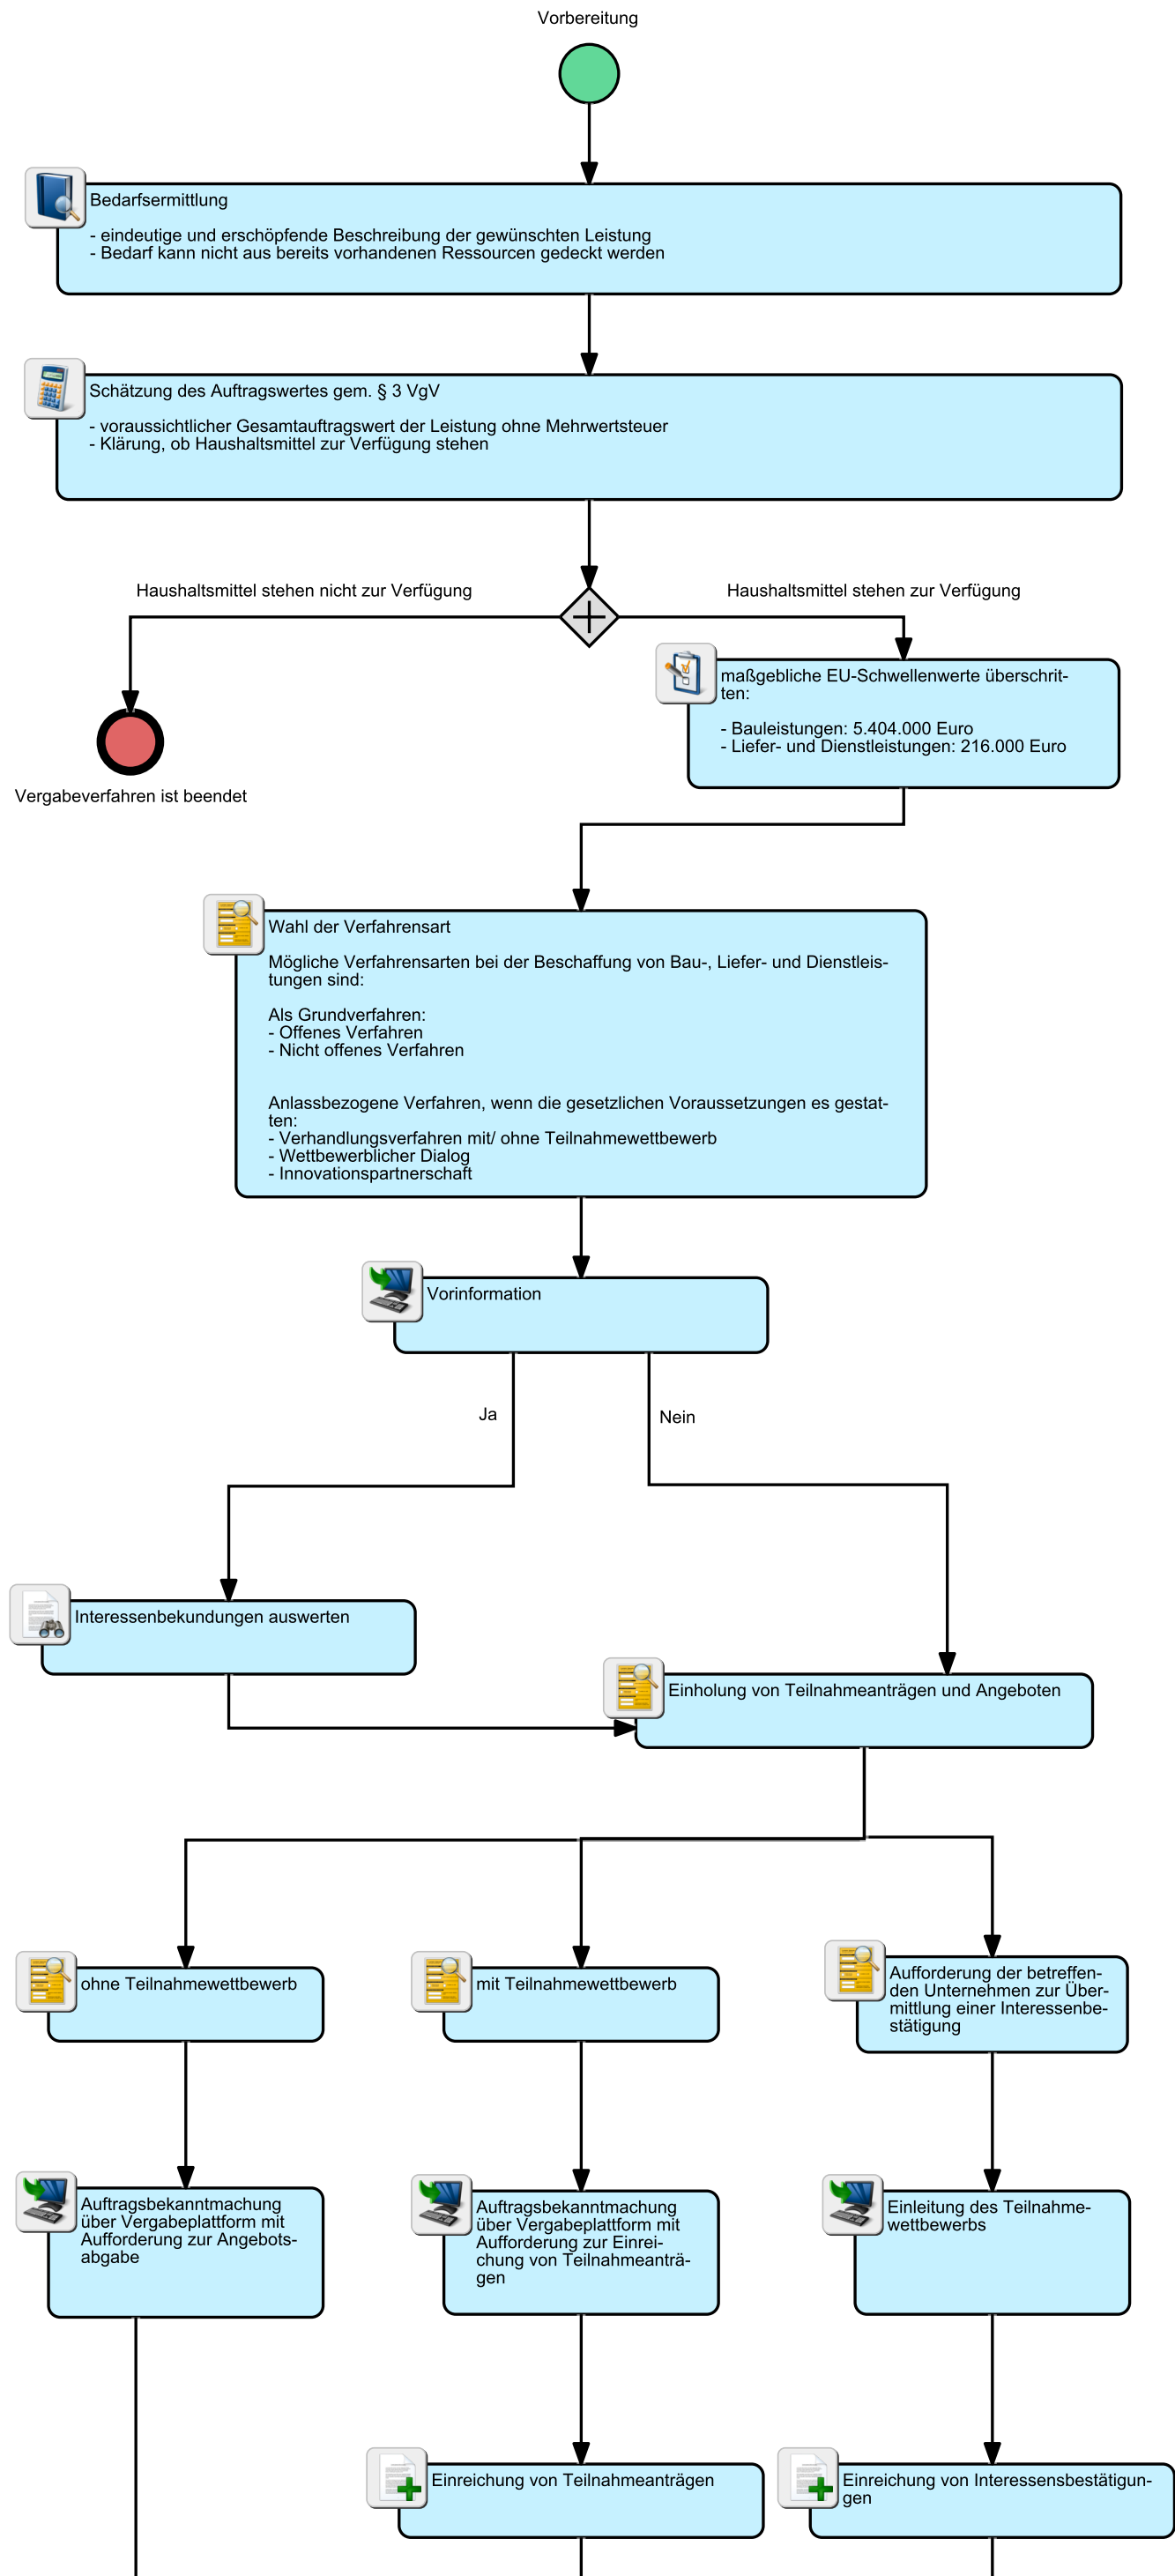 Vorbereitung
Bedarfsermittlung
- eindeutige und erschöpfende Beschreibung der gewünschten Leistung
- Bedarf kann nicht aus bereits vorhandenen Ressourcen gedeckt werden
Schätzung des Auftragswertes gem. § 3 VgV
- voraussichtlicher Gesamtauftragswert der Leistung ohne Mehrwertsteuer
- Klärung, ob Haushaltsmittel zur Verfügung stehen
Haushaltsmittel stehen nicht zur Verfügung
Haushaltsmittel stehen zur Verfügung
maßgebliche EU-Schwellenwerte überschrit-
ten:
- Bauleistungen: 5.404.000 Euro
- Liefer- und Dienstleistungen: 216.000 Euro
Vergabeverfahren ist beendet
Wahl der Verfahrensart
Mögliche Verfahrensarten bei der Beschaffung von Bau-, Liefer- und Dienstleis-
tungen sind:
Als Grundverfahren:
- Offenes Verfahren
- Nicht offenes Verfahren
Anlassbezogene Verfahren, wenn die gesetzlichen Voraussetzungen es gestat-
ten:
- Verhandlungsverfahren mit/ ohne Teilnahmewettbewerb
- Wettbewerblicher Dialog
- Innovationspartnerschaft
Vorinformation
Ja
Nein
Interessenbekundungen auswerten
Einholung von Teilnahmeanträgen und Angeboten
ohne Teilnahmewettbewerb
mit Teilnahmewettbewerb
Aufforderung der betreffen-
den Unternehmen zur Über-
mittlung einer Interessenbe-
stätigung
Auftragsbekanntmachung
über Vergabeplattform mit
Aufforderung zur Angebots-
abgabe
Auftragsbekanntmachung
über Vergabeplattform mit
Aufforderung zur Einrei-
chung von Teilnahmeanträ-
gen
Einleitung des Teilnahme-
wettbewerbs
Einreichung von Teilnahmeanträgen
Einreichung von Interessensbestätigun-
gen